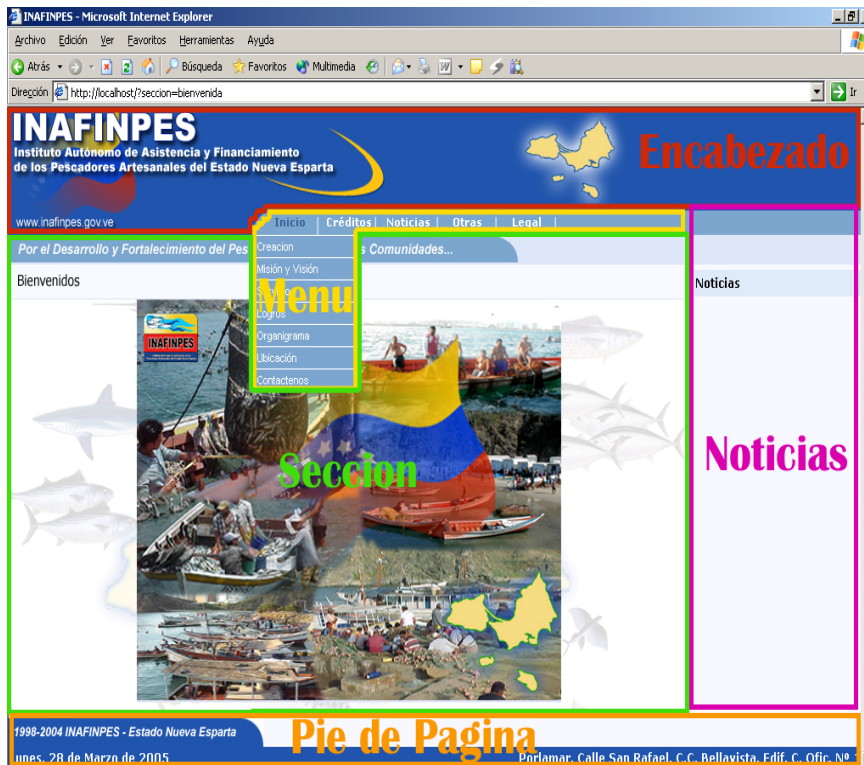 INAFINPES - Microsoft Internet Explorer
Archivo Edición Ver Favoritos Herramientas Ayuda
Atrás Búsqueda Favoritos Multimedia
Dirección http://localhost/?seccion=bienvenida Ir
INAFINPES
Instituto Autónomo de Asistencia y Financiamiento
de los Pescadores Artesanales del Estado Nueva Esparta
Encabezado
www.inafinpes.gov.ve
Inicio Créditos | Noticias | Otras | Legal |
Por el Desarrollo y Fortalecimiento del Pes s Comunidades...
Creacion
Misión y Visión
Bienvenidos
Noticias
Menu
Logros
Organigrama
Ubicación
Contactenos
INAFINPES
Seccion
Noticias
1998-2004 INAFINPES - Estado Nueva Esparta
Pie de Pagina
unes, 28 de Marzo de 2005
Porlamar, Calle San Rafael, C.C. Bellavista, Edif. C. Ofic. Nº